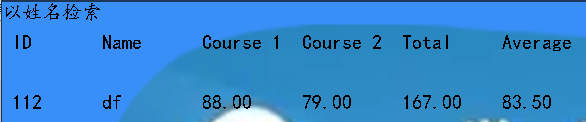 以姓名检索
ID Name Course 1 Course 2 Total Average
112 df 88.00 79.00 167.00 83.50